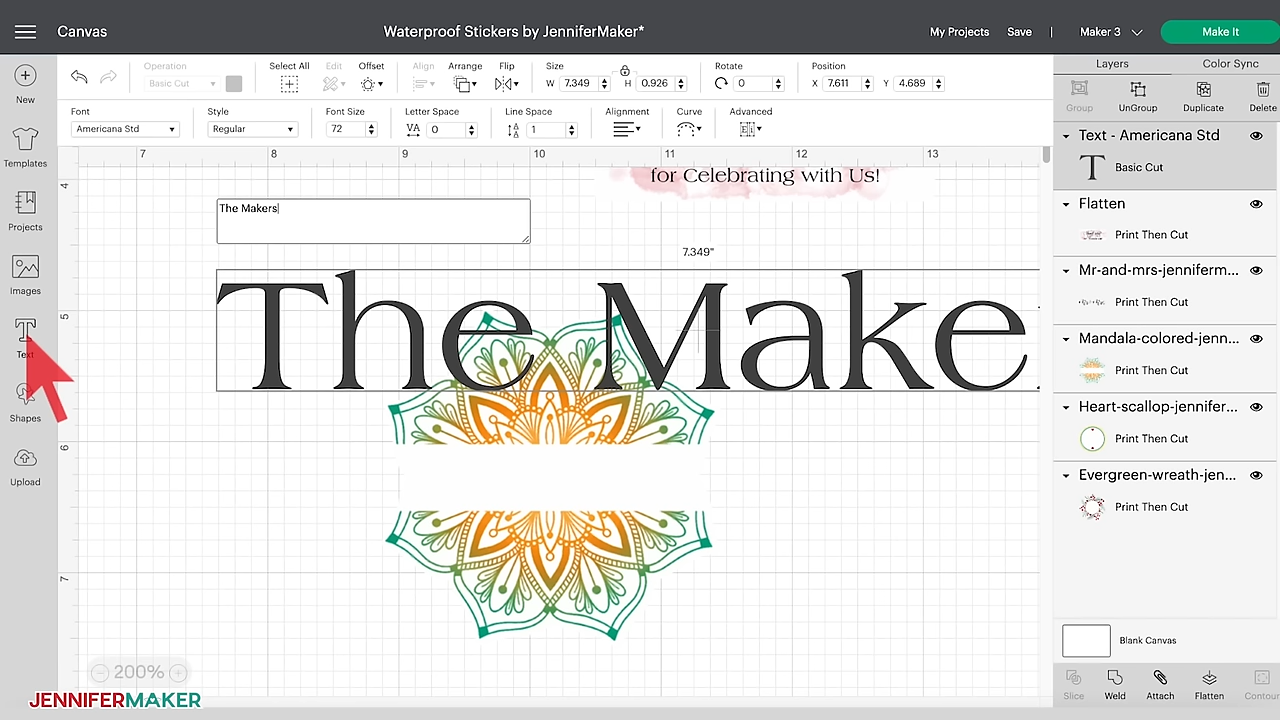 Canvas
Waterproof Stickers by JenniferMaker*
My Projects Save | Maker 3 Make It
New
Templates
Projects
Images
Text
Shapes
Upload
Operation
Basic Cut
Select All
Edit
Offset
Align
Arrange
Flip
Size
W 7.349
H 0.926
Rotate
0
Position
X 7.611
Y 4.689
Font
Americana Std
Style
Regular
Font Size
72
Letter Space
VA 0
Line Space
1
Alignment
Curve
Advanced
7 8 9 10 11 12 13
4
5
6
7
for Celebrating with Us!
The Makers
7.349"
The Make
200%
JENNIFERMAKER
Layers Color Sync
Group UnGroup Duplicate Delete
Text - Americana Std
Basic Cut
Flatten
Print Then Cut
Mr-and-mrs-jenniferm...
Print Then Cut
Mandala-colored-jenn...
Print Then Cut
Heart-scallop-jennifer...
Print Then Cut
Evergreen-wreath-jen...
Print Then Cut
Blank Canvas
Slice Weld Attach Flatten Contour